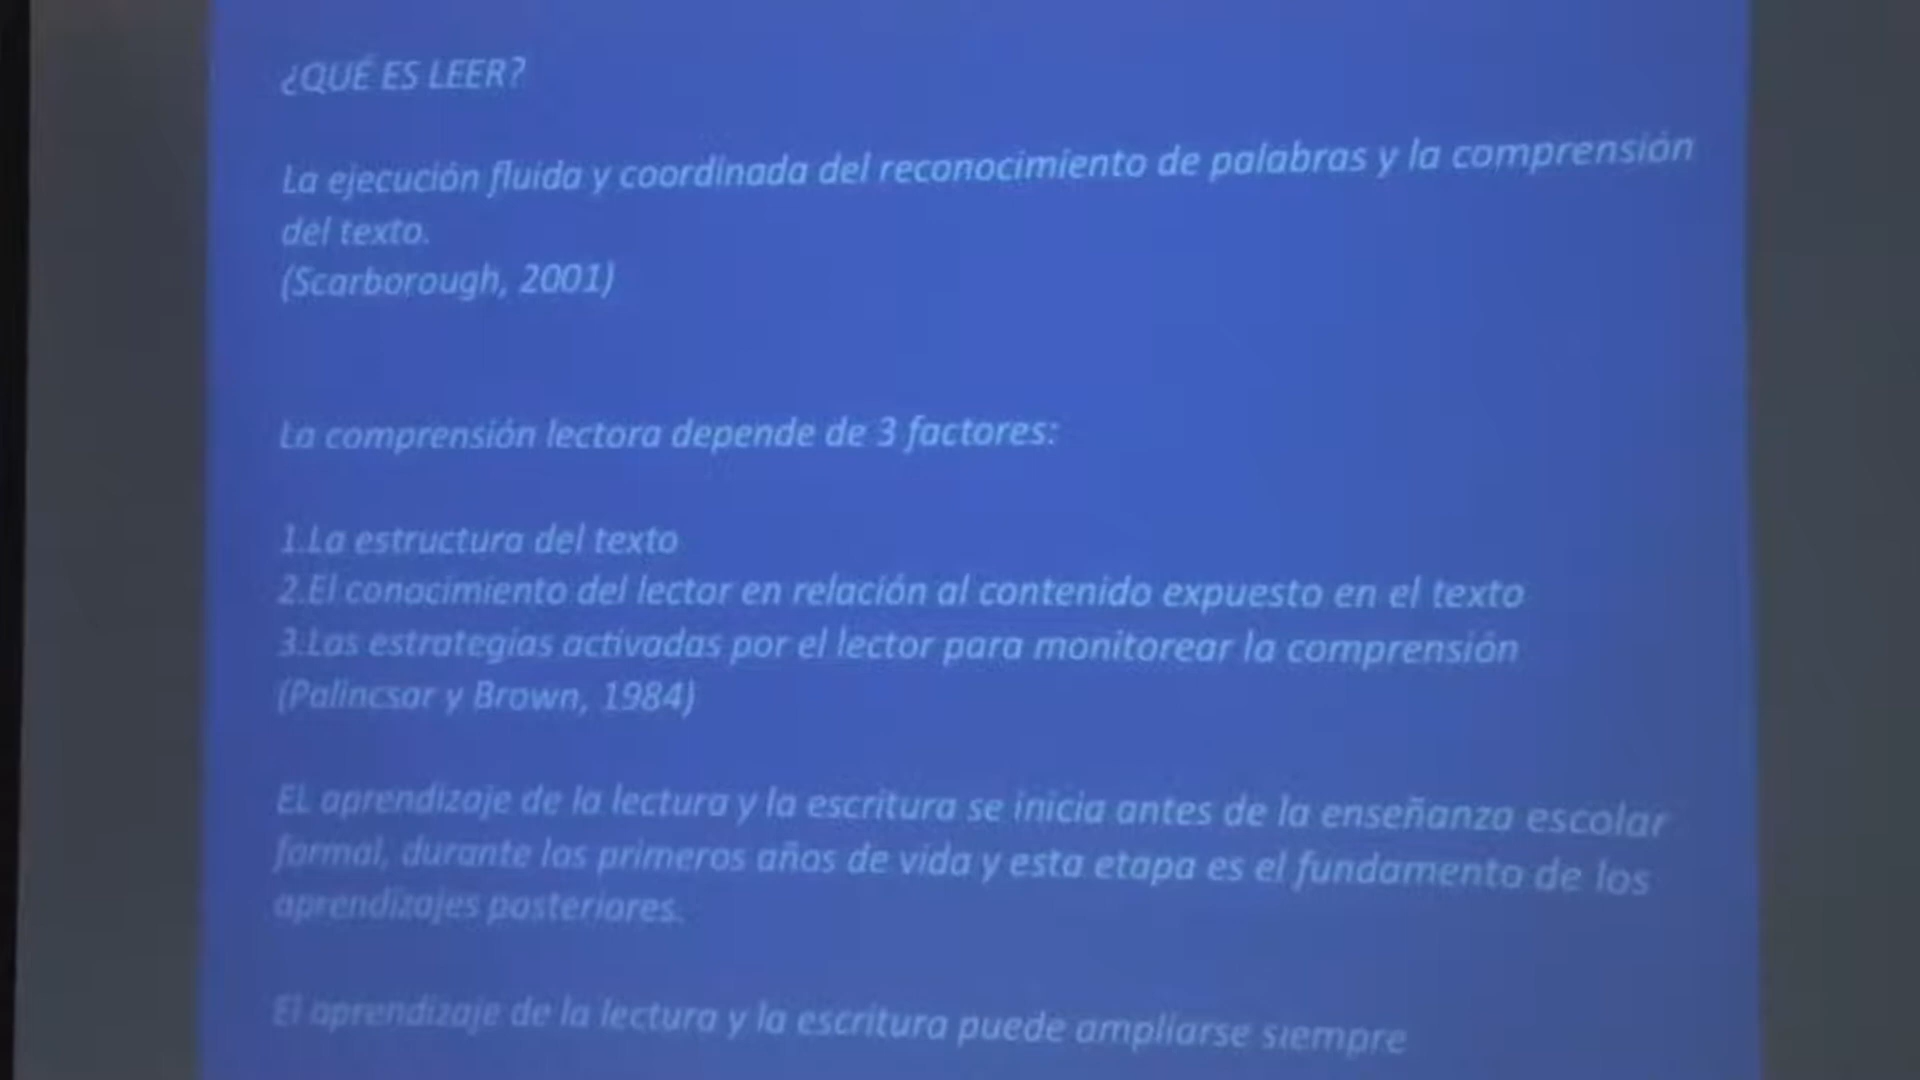 ¿QUÉ ES LEER?
La ejecución fluida y coordinada del reconocimiento de palabras y la comprensión
del texto.
(Scarborough, 2001)
La comprensión lectora depende de 3 factores:
1.La estructura del texto
2.El conocimiento del lector en relación al contenido expuesto en el texto
3.Las estrategias activadas por el lector para monitorear la comprensión
(Palincsar y Brown, 1984)
EL aprendizaje de la lectura y la escritura se inicia antes de la enseñanza escolar
formal, durante los primeros años de vida y esta etapa es el fundamento de los
aprendizajes posteriores.
El aprendizaje de la lectura y la escritura puede ampliarse siempre